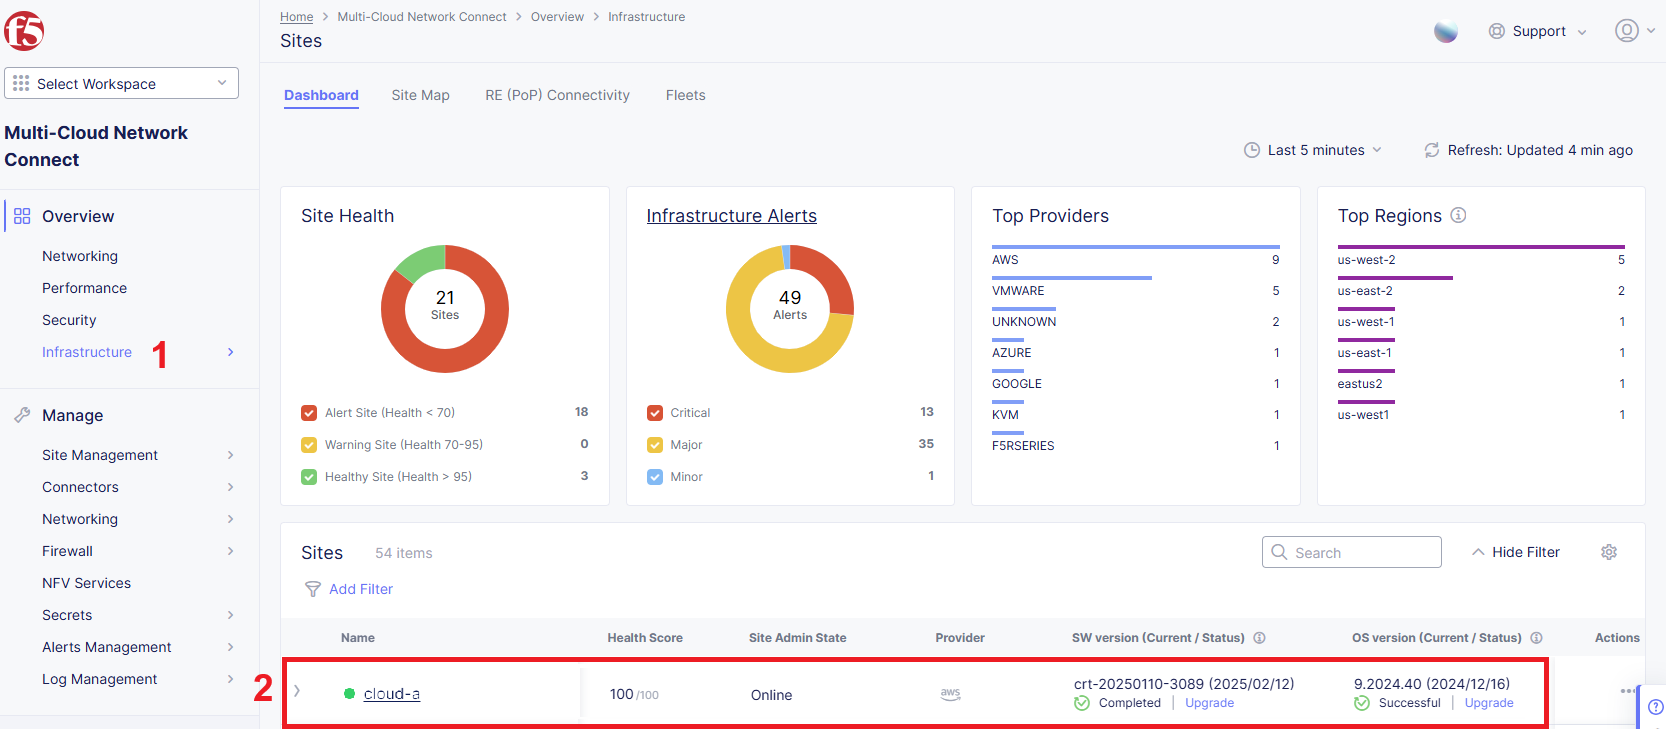 f5
Select Workspace
Multi-Cloud Network
Connect
Overview
Networking
Performance
Security
Infrastructure
1
Manage
Site Management
Connectors
Networking
Firewall
NFV Services
Secrets
Alerts Management
Log Management
Home > Multi-Cloud Network Connect > Overview > Infrastructure
Sites
Support
Dashboard Site Map RE (PoP) Connectivity Fleets
Last 5 minutes Refresh: Updated 4 min ago
Site Health
21
Sites
Alert Site (Health < 70) 18
Warning Site (Health 70-95) 0
Healthy Site (Health > 95) 3
Infrastructure Alerts
49
Alerts
Critical 13
Major 35
Minor 1
Top Providers
AWS 9
VMWARE 5
UNKNOWN 2
AZURE 1
GOOGLE 1
KVM 1
F5RSERIES 1
Top Regions
us-west-2 5
us-east-2 2
us-west-1 1
us-east-1 1
eastus2 1
us-west1 1
Sites 54 items
Search
Hide Filter
Add Filter
Name Health Score Site Admin State Provider SW version (Current / Status) OS version (Current / Status) Actions
2
cloud-a 100 /100 Online aws crt-20250110-3089 (2025/02/12) 9.2024.40 (2024/12/16)
Completed | Upgrade Successful | Upgrade